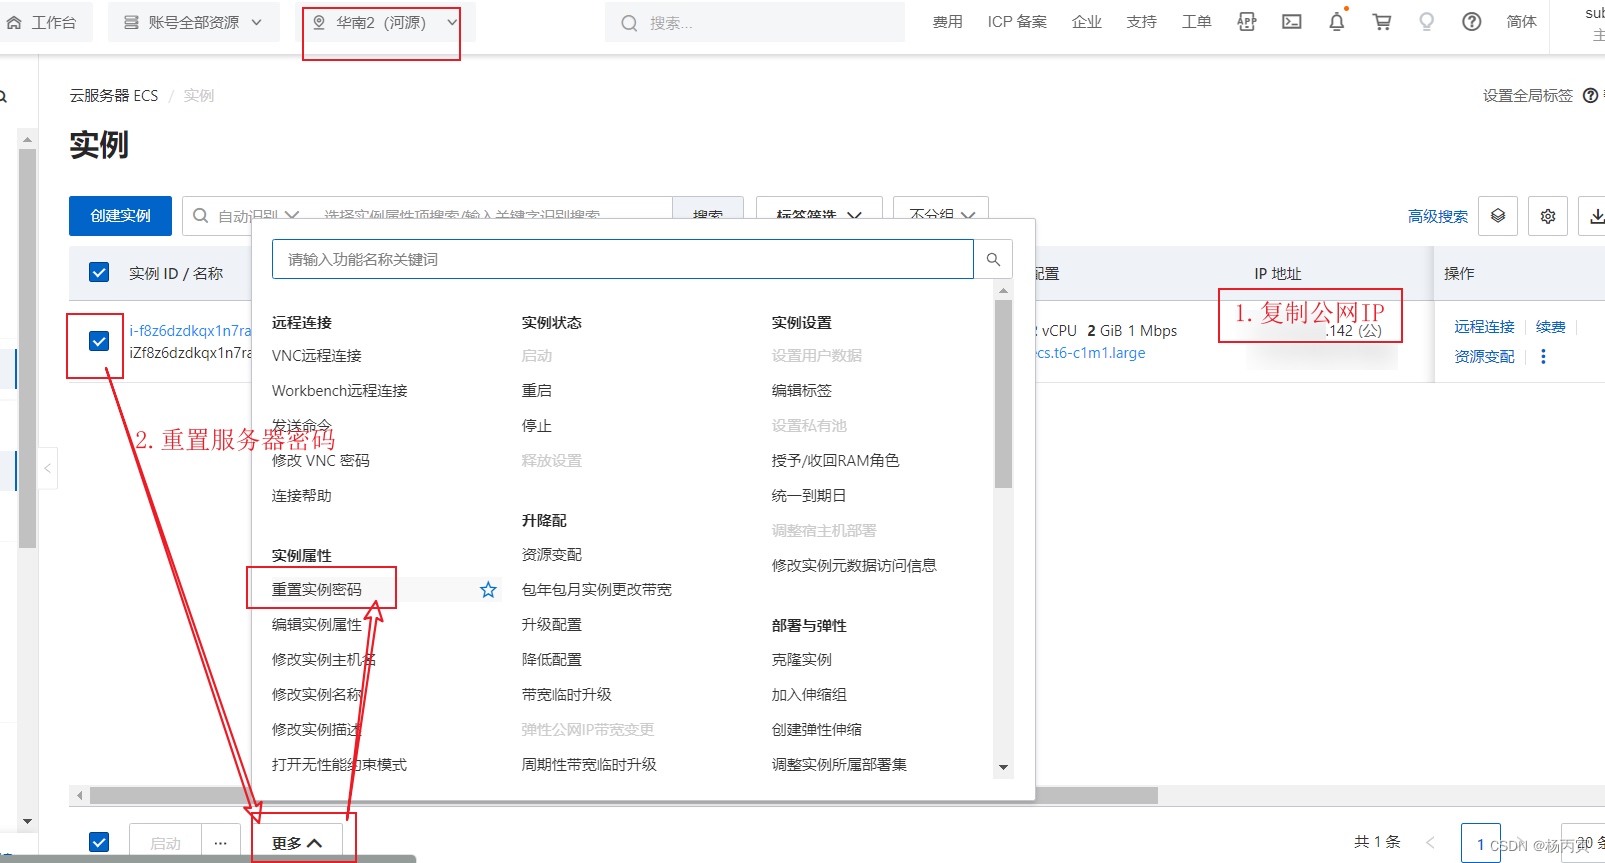 工作台
账号全部资源
华南2（河源）
搜索...
费用
ICP 备案
企业
支持
工单
APP
简体
云服务器 ECS / 实例
设置全局标签
实例
创建实例
自动识别
选择实例属性项搜索/输入关键字识别搜索
搜索
标签筛选
不分组
高级搜索
请输入功能名称关键词
实例 ID / 名称
配置
IP 地址
操作
1.复制公网IP
i-f8z6dzdkqx1n7ra
iZf8z6dzdkqx1n7ra
vCPU 2 GiB 1 Mbps
ecs.t6-c1m1.large
.142 (公)
远程连接
续费
资源变配
2.重置服务器密码
远程连接
VNC远程连接
Workbench远程连接
发送命令
修改 VNC 密码
连接帮助
实例属性
重置实例密码
编辑实例属性
修改实例主机名
修改实例名称
修改实例描述
打开无性能约束模式
实例状态
启动
重启
停止
释放设置
升降配
资源变配
包年包月实例更改带宽
升级配置
降低配置
带宽临时升级
弹性公网IP带宽变更
周期性带宽临时升级
实例设置
设置用户数据
编辑标签
设置私有池
授予/收回RAM角色
统一到期日
调整宿主机部署
修改实例元数据访问信息
部署与弹性
克隆实例
加入伸缩组
创建弹性伸缩
调整实例所属部署集
启动
...
更多
共 1 条
1
20 条